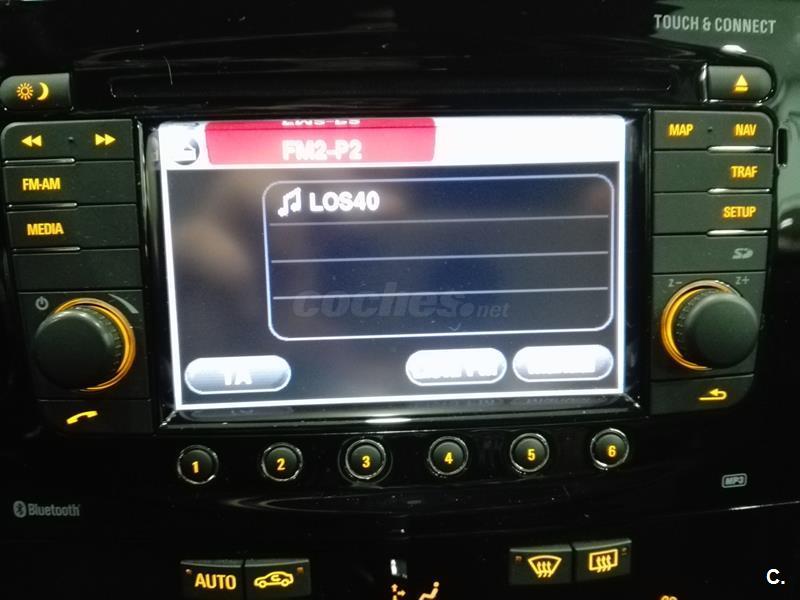 TOUCH & CONNECT
FM2-P2
LOS40
TA
MAP
NAV
TRAF
SETUP
SD
Z-
Z+
FM-AM
MEDIA
coches.net
1
2
3
4
5
6
MP3
Bluetooth
AUTO
C.